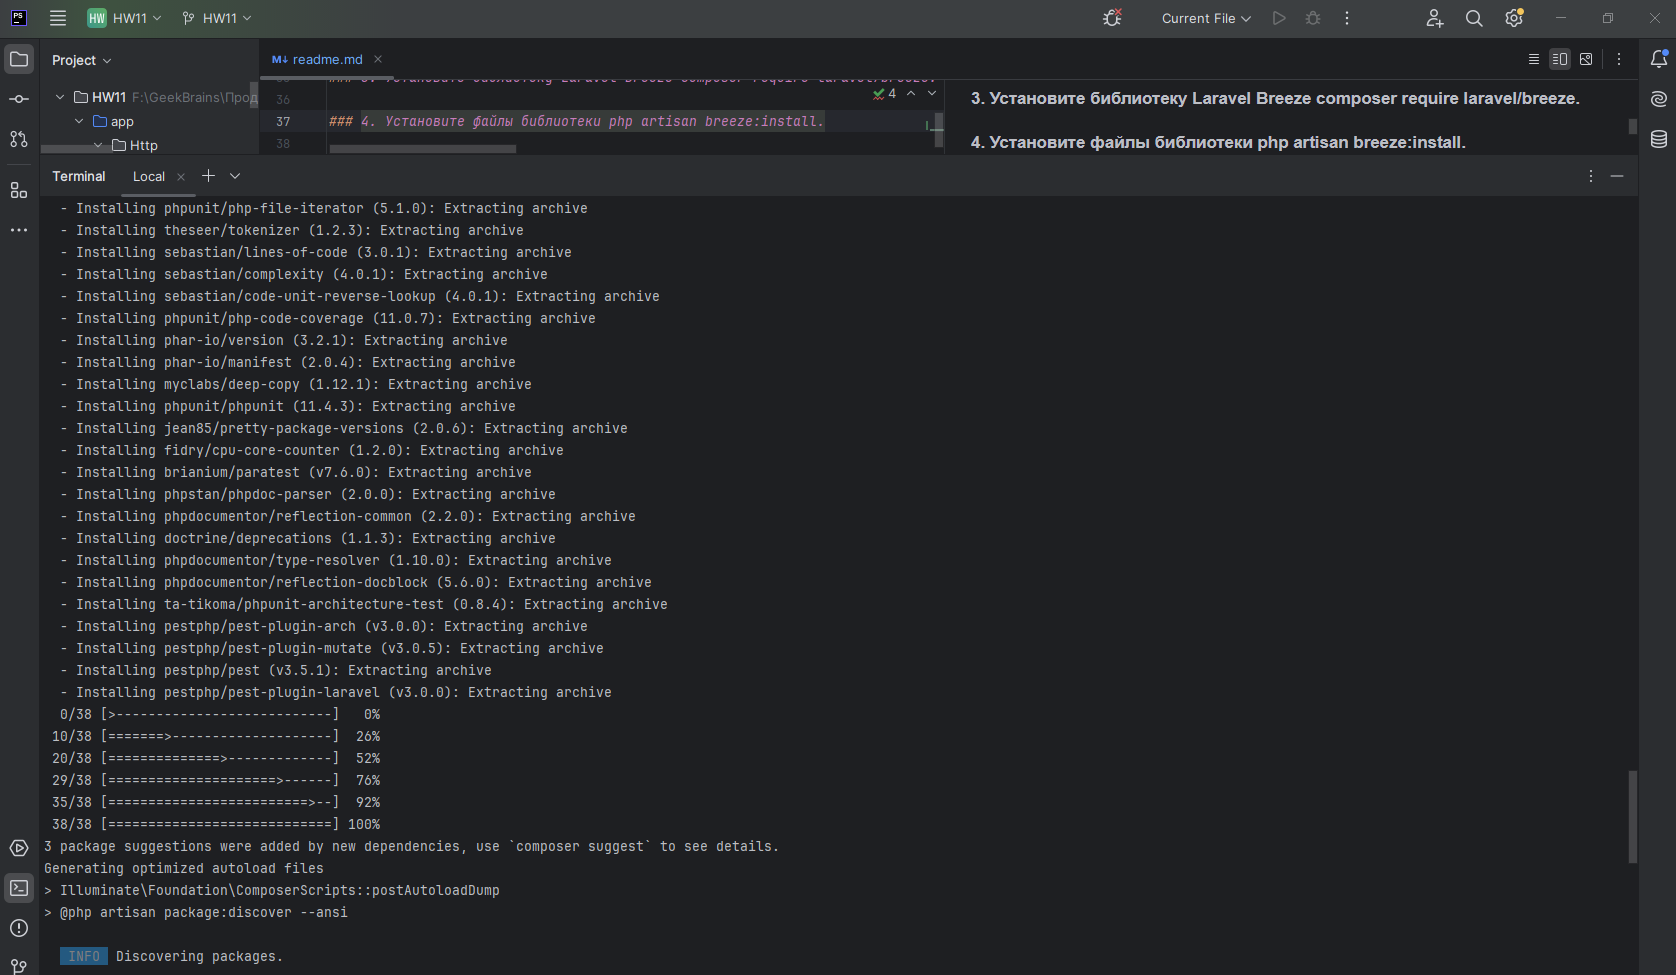 PS
HW HW11 HW11
Current File
Project
M↓ readme.md
HW11 F:\GeekBrains\Прод
app
Http
36
37 ### 4. Установите файлы библиотеки php artisan breeze:install.
38
4
3. Установите библиотеку Laravel Breeze composer require laravel/breeze.
4. Установите файлы библиотеки php artisan breeze:install.
Terminal Local
- Installing phpunit/php-file-iterator (5.1.0): Extracting archive
- Installing theseer/tokenizer (1.2.3): Extracting archive
- Installing sebastian/lines-of-code (3.0.1): Extracting archive
- Installing sebastian/complexity (4.0.1): Extracting archive
- Installing sebastian/code-unit-reverse-lookup (4.0.1): Extracting archive
- Installing phpunit/php-code-coverage (11.0.7): Extracting archive
- Installing phar-io/version (3.2.1): Extracting archive
- Installing phar-io/manifest (2.0.4): Extracting archive
- Installing myclabs/deep-copy (1.12.1): Extracting archive
- Installing phpunit/phpunit (11.4.3): Extracting archive
- Installing jean85/pretty-package-versions (2.0.6): Extracting archive
- Installing fidry/cpu-core-counter (1.2.0): Extracting archive
- Installing brianium/paratest (v7.6.0): Extracting archive
- Installing phpstan/phpdoc-parser (2.0.0): Extracting archive
- Installing phpdocumentor/reflection-common (2.2.0): Extracting archive
- Installing doctrine/deprecations (1.1.3): Extracting archive
- Installing phpdocumentor/type-resolver (1.10.0): Extracting archive
- Installing phpdocumentor/reflection-docblock (5.6.0): Extracting archive
- Installing ta-tikoma/phpunit-architecture-test (0.8.4): Extracting archive
- Installing pestphp/pest-plugin-arch (v3.0.0): Extracting archive
- Installing pestphp/pest-plugin-mutate (v3.0.5): Extracting archive
- Installing pestphp/pest (v3.5.1): Extracting archive
- Installing pestphp/pest-plugin-laravel (v3.0.0): Extracting archive
0/38 [>---------------------------]   0%
10/38 [=======>--------------------]  26%
20/38 [==============>-------------]  52%
29/38 [=====================>------]  76%
35/38 [=========================>--]  92%
38/38 [============================] 100%
3 package suggestions were added by new dependencies, use `composer suggest` to see details.
Generating optimized autoload files
> Illuminate\Foundation\ComposerScripts::postAutoloadDump
> @php artisan package:discover --ansi
INFO Discovering packages.